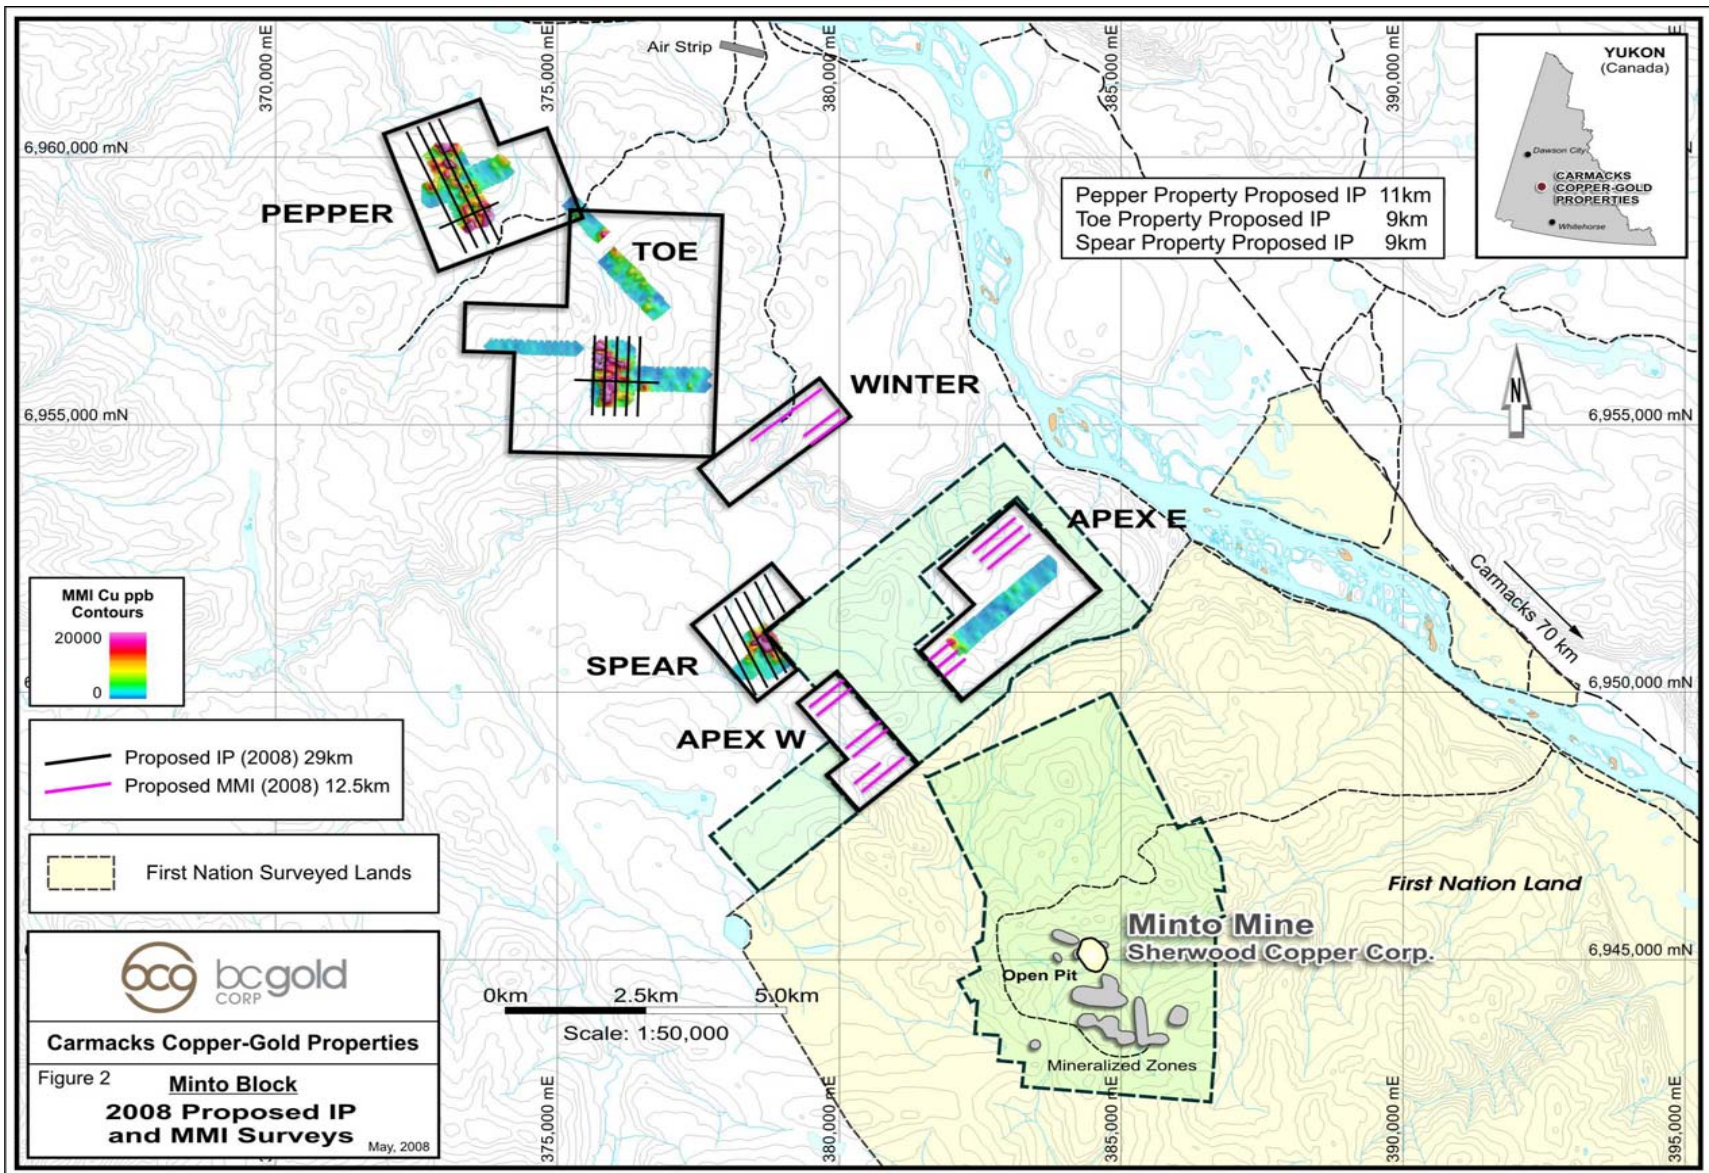 370,000 mE
375,000 mE
380,000 mE
385,000 mE
390,000 mE
Air Strip
YUKON
(Canada)
Dawson City
CARMACKS
COPPER-GOLD
PROPERTIES
Whitehorse
6,960,000 mN
PEPPER
TOE
Pepper Property Proposed IP 11km
Toe Property Proposed IP 9km
Spear Property Proposed IP 9km
N
WINTER
6,955,000 mN
6,955,000 mN
APEX E
Carmacks 70 km
MMI Cu ppb
Contours
20000
0
SPEAR
6,950,000 mN
APEX W
Proposed IP (2008) 29km
Proposed MMI (2008) 12.5km
First Nation Surveyed Lands
First Nation Land
Minto Mine
Sherwood Copper Corp.
6,945,000 mN
Open Pit
Mineralized Zones
bcg bcgold
CORP
0km 2.5km 5.0km
Scale: 1:50,000
Carmacks Copper-Gold Properties
Figure 2
Minto Block
2008 Proposed IP
and MMI Surveys
May, 2008
375,000 mE
380,000 mE
385,000 mE
390,000 mE
395,000 mE